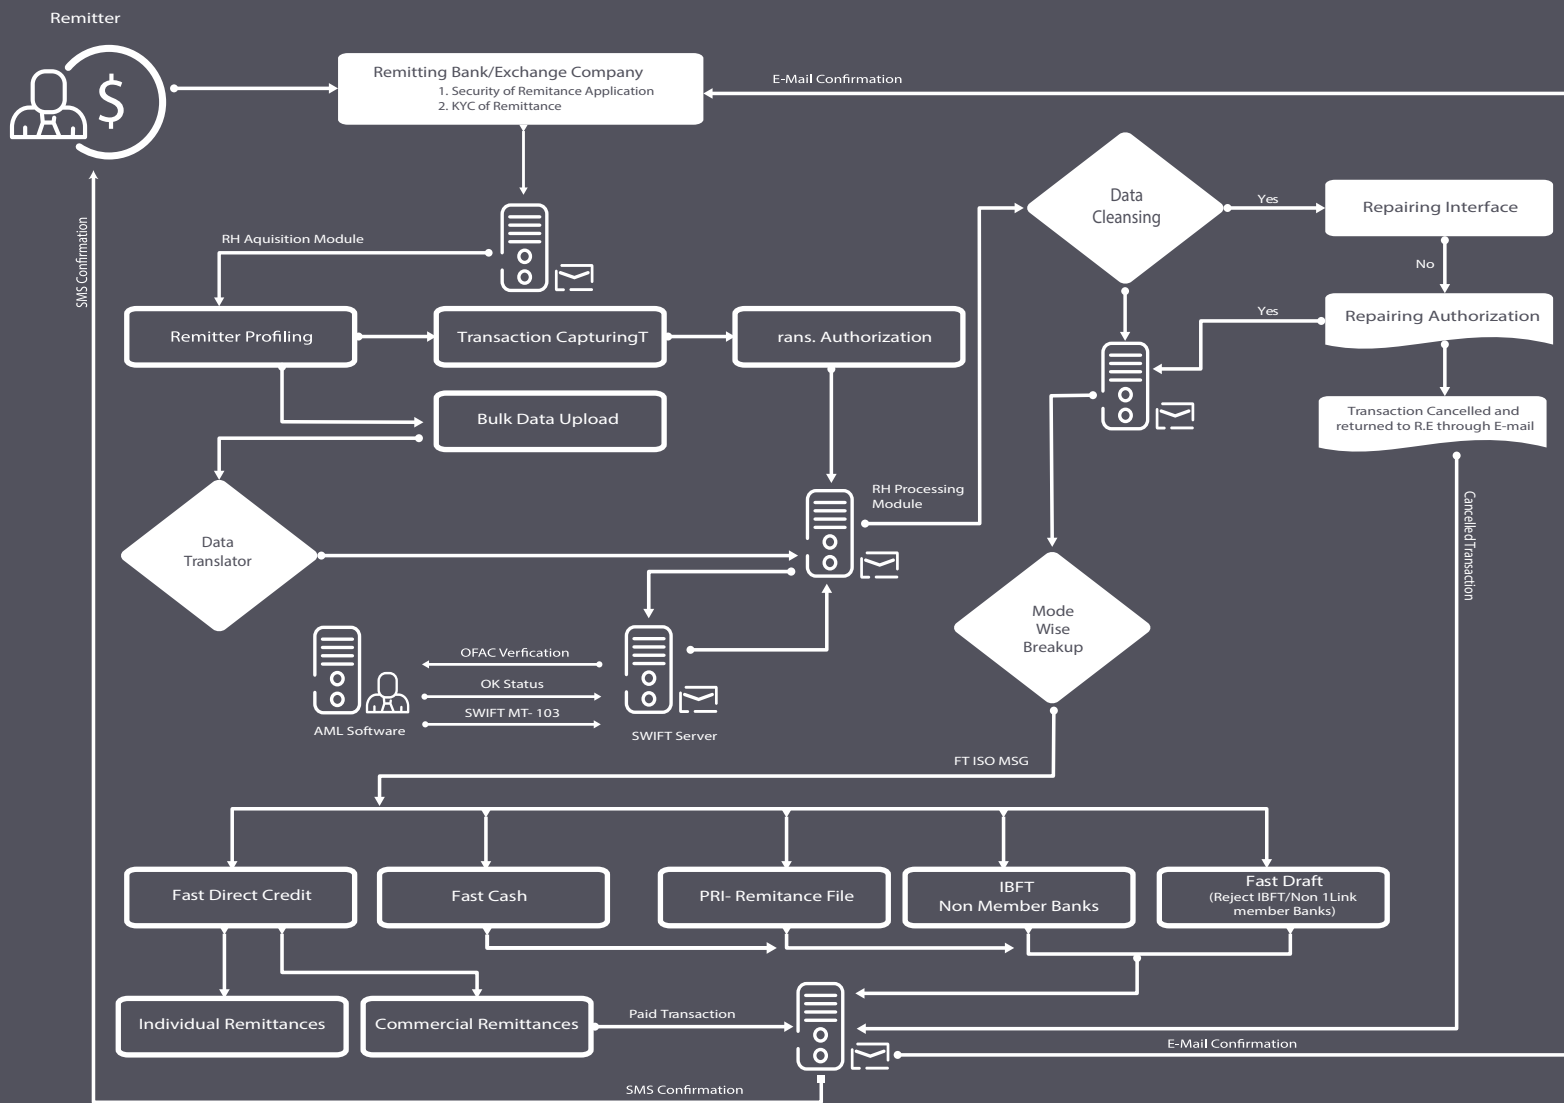 Remitter
Remitting Bank/Exchange Company
1. Security of Remitance Application
2. KYC of Remittance
E-Mail Confirmation
SMS Confirmation
RH Aquisition Module
Data
Cleansing
Yes
Repairing Interface
No
Remitter Profiling
Transaction CapturingT
rans. Authorization
Yes
Repairing Authorization
Bulk Data Upload
Transaction Cancelled and
returned to R.E through E-mail
Data
Translator
RH Processing
Module
Cancelled Transaction
Mode
Wise
Breakup
OFAC Verfication
OK Status
SWIFT MT- 103
AML Software
SWIFT Server
FT ISO MSG
Fast Direct Credit
Fast Cash
PRI- Remitance File
IBFT
Non Member Banks
Fast Draft
(Reject IBFT/Non 1Link
member Banks)
Individual Remittances
Commercial Remittances
Paid Transaction
E-Mail Confirmation
SMS Confirmation